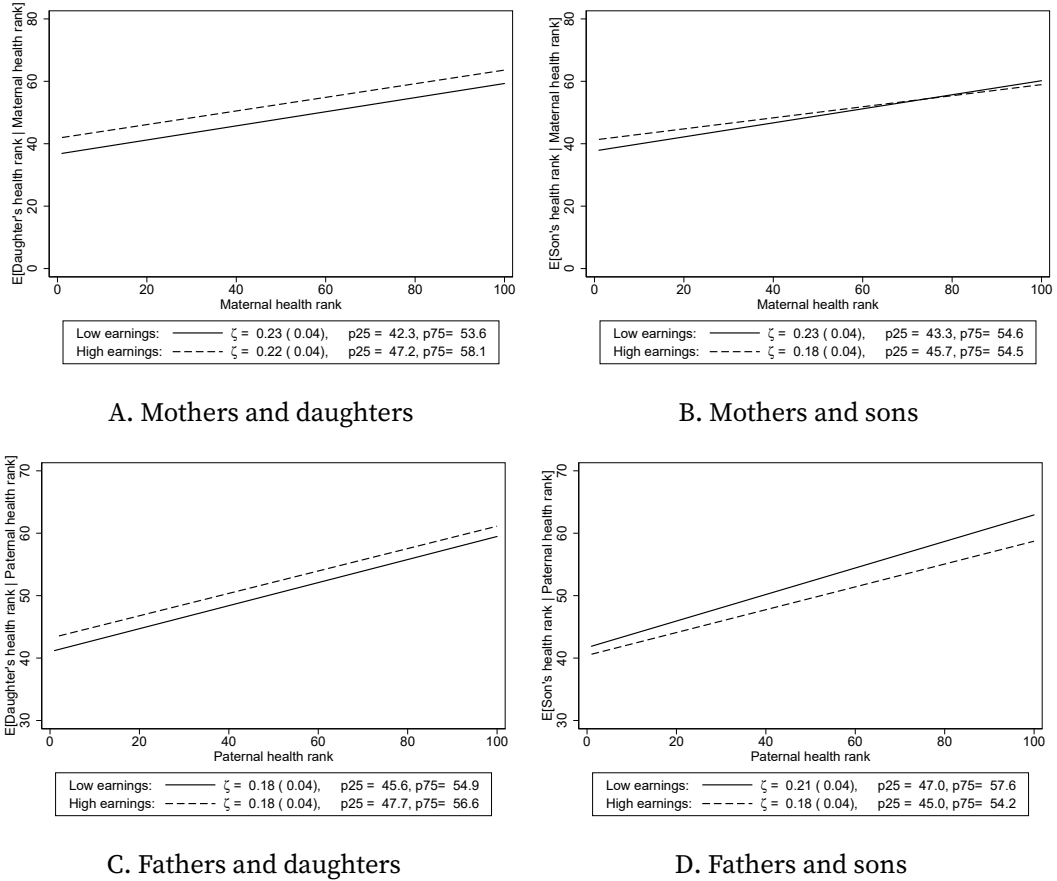 E[Daughter's health rank | Maternal health rank]
80
60
40
20
0
0 20 40 60 80 100
Maternal health rank
Low earnings: ζ = 0.23 ( 0.04), p25 = 42.3, p75= 53.6
High earnings: ζ = 0.22 ( 0.04), p25 = 47.2, p75= 58.1
A. Mothers and daughters
E[Son's health rank | Maternal health rank]
80
60
40
20
0
0 20 40 60 80 100
Maternal health rank
Low earnings: ζ = 0.23 ( 0.04), p25 = 43.3, p75= 54.6
High earnings: ζ = 0.18 ( 0.04), p25 = 45.7, p75= 54.5
B. Mothers and sons
E[Daughter's health rank | Paternal health rank]
70
60
50
40
30
0 20 40 60 80 100
Paternal health rank
Low earnings: ζ = 0.18 ( 0.04), p25 = 45.6, p75= 54.9
High earnings: ζ = 0.18 ( 0.04), p25 = 47.7, p75= 56.6
C. Fathers and daughters
E[Son's health rank | Paternal health rank]
70
60
50
40
30
0 20 40 60 80 100
Paternal health rank
Low earnings: ζ = 0.21 ( 0.04), p25 = 47.0, p75= 57.6
High earnings: ζ = 0.18 ( 0.04), p25 = 45.0, p75= 54.2
D. Fathers and sons